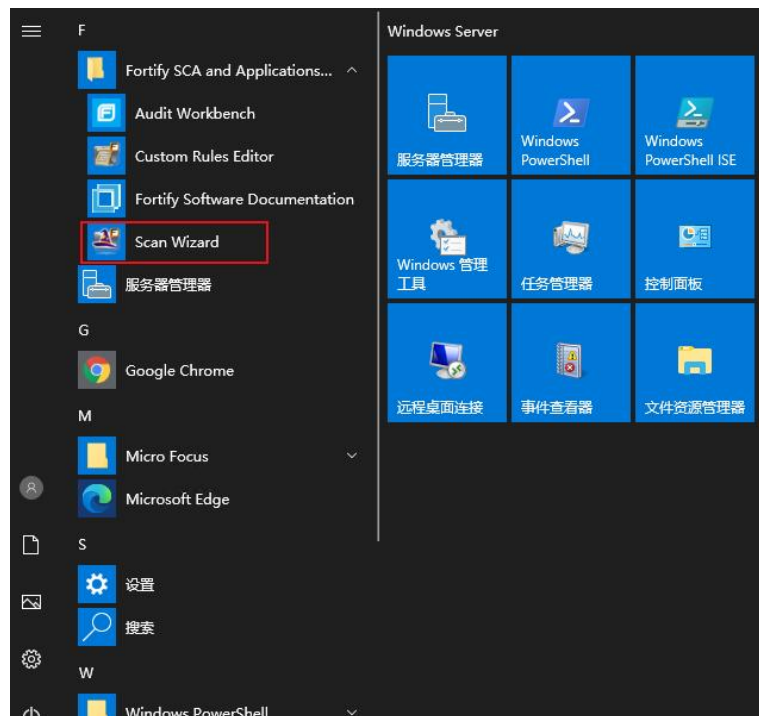 F
Fortify SCA and Applications...
Audit Workbench
Custom Rules Editor
Fortify Software Documentation
Scan Wizard
服务器管理器
G
Google Chrome
M
Micro Focus
Microsoft Edge
S
设置
搜索
W
Windows PowerShell
Windows Server
服务器管理器
Windows
PowerShell
Windows
PowerShell ISE
Windows 管理
工具
任务管理器
控制面板
远程桌面连接
事件查看器
文件资源管理器